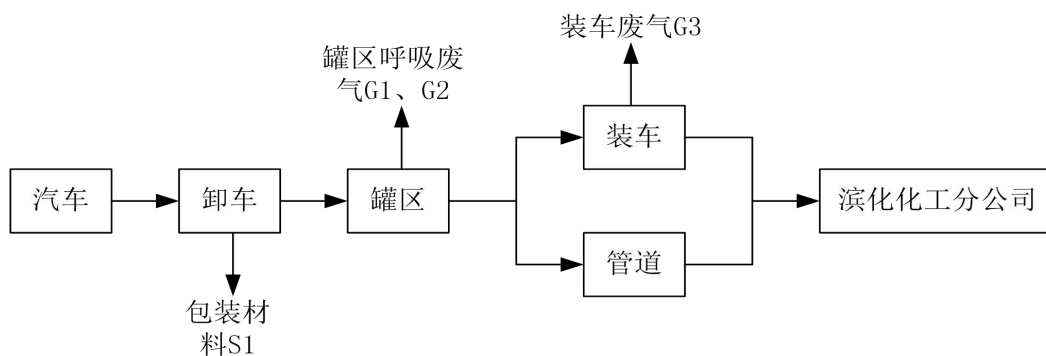 装车废气G3
罐区呼吸废
气G1、G2
装车
汽车
卸车
罐区
滨化化工分公司
管道
包装材
料S1